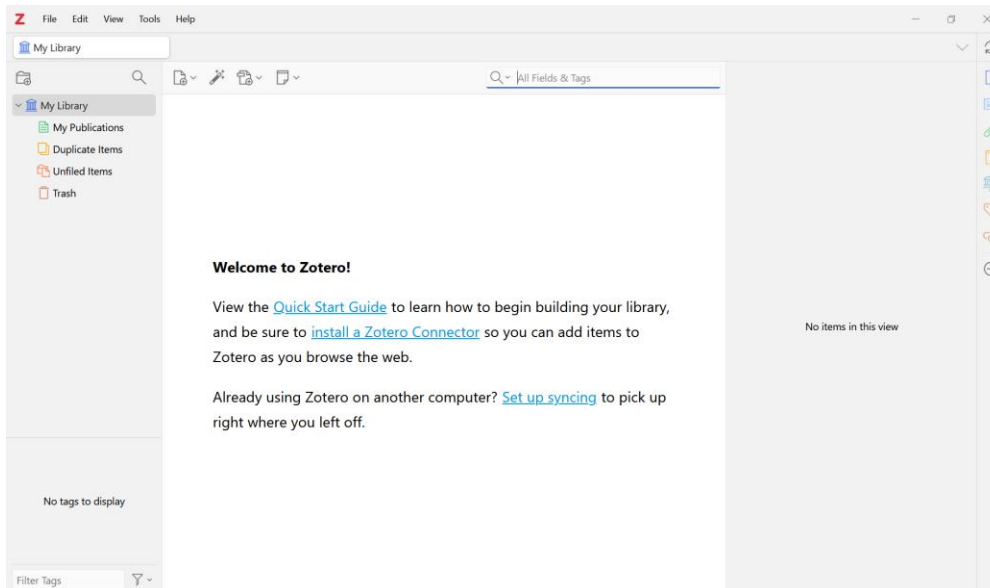 Z File Edit View Tools Help
My Library
All Fields & Tags
My Library
My Publications
Duplicate Items
Unfiled Items
Trash
Welcome to Zotero!
View the Quick Start Guide to learn how to begin building your library,
and be sure to install a Zotero Connector so you can add items to
Zotero as you browse the web.
Already using Zotero on another computer? Set up syncing to pick up
right where you left off.
No items in this view
No tags to display
Filter Tags